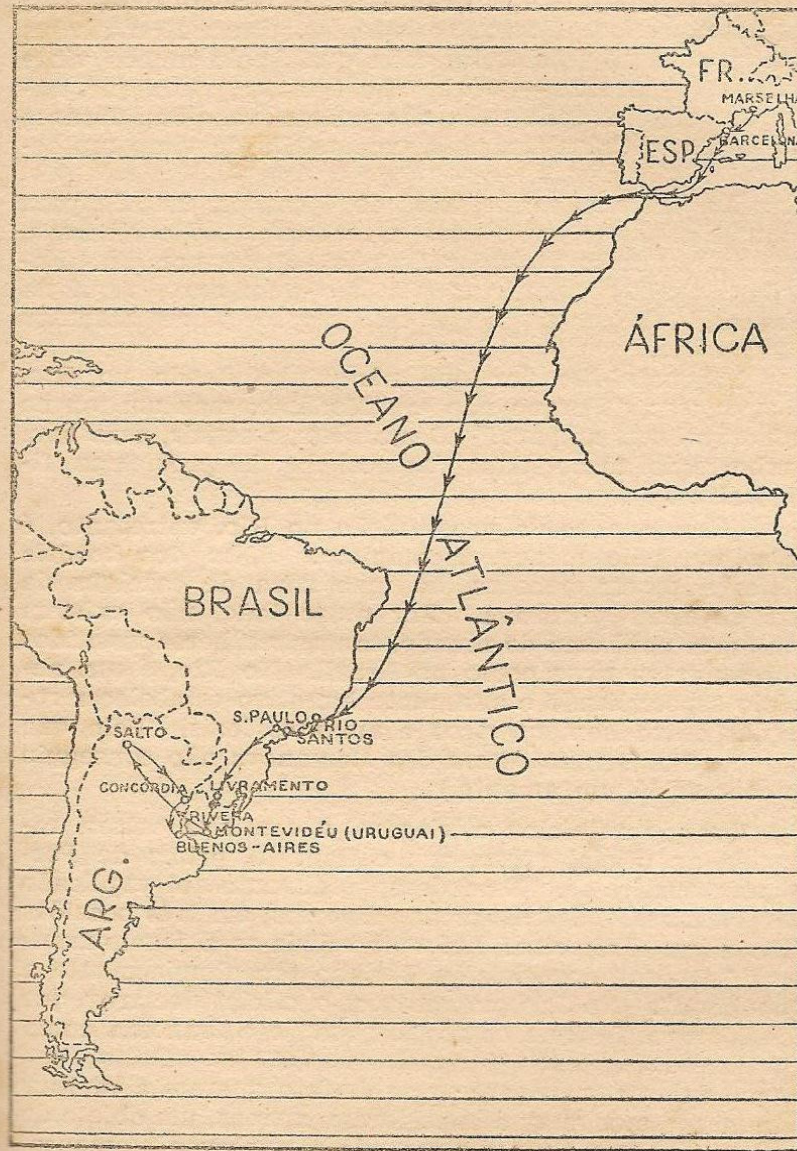 FR..
MARSELHA
BARCELONA
ESP.
ÁFRICA
OCEANO
ATLÂNTICO
BRASIL
S. PAULO
RIO
SANTOS
SALTO
CONCORDIA
LIVRAMENTO
RIVERA
MONTEVIDÉU (URUGUAI)
BUENOS-AIRES
ARG.